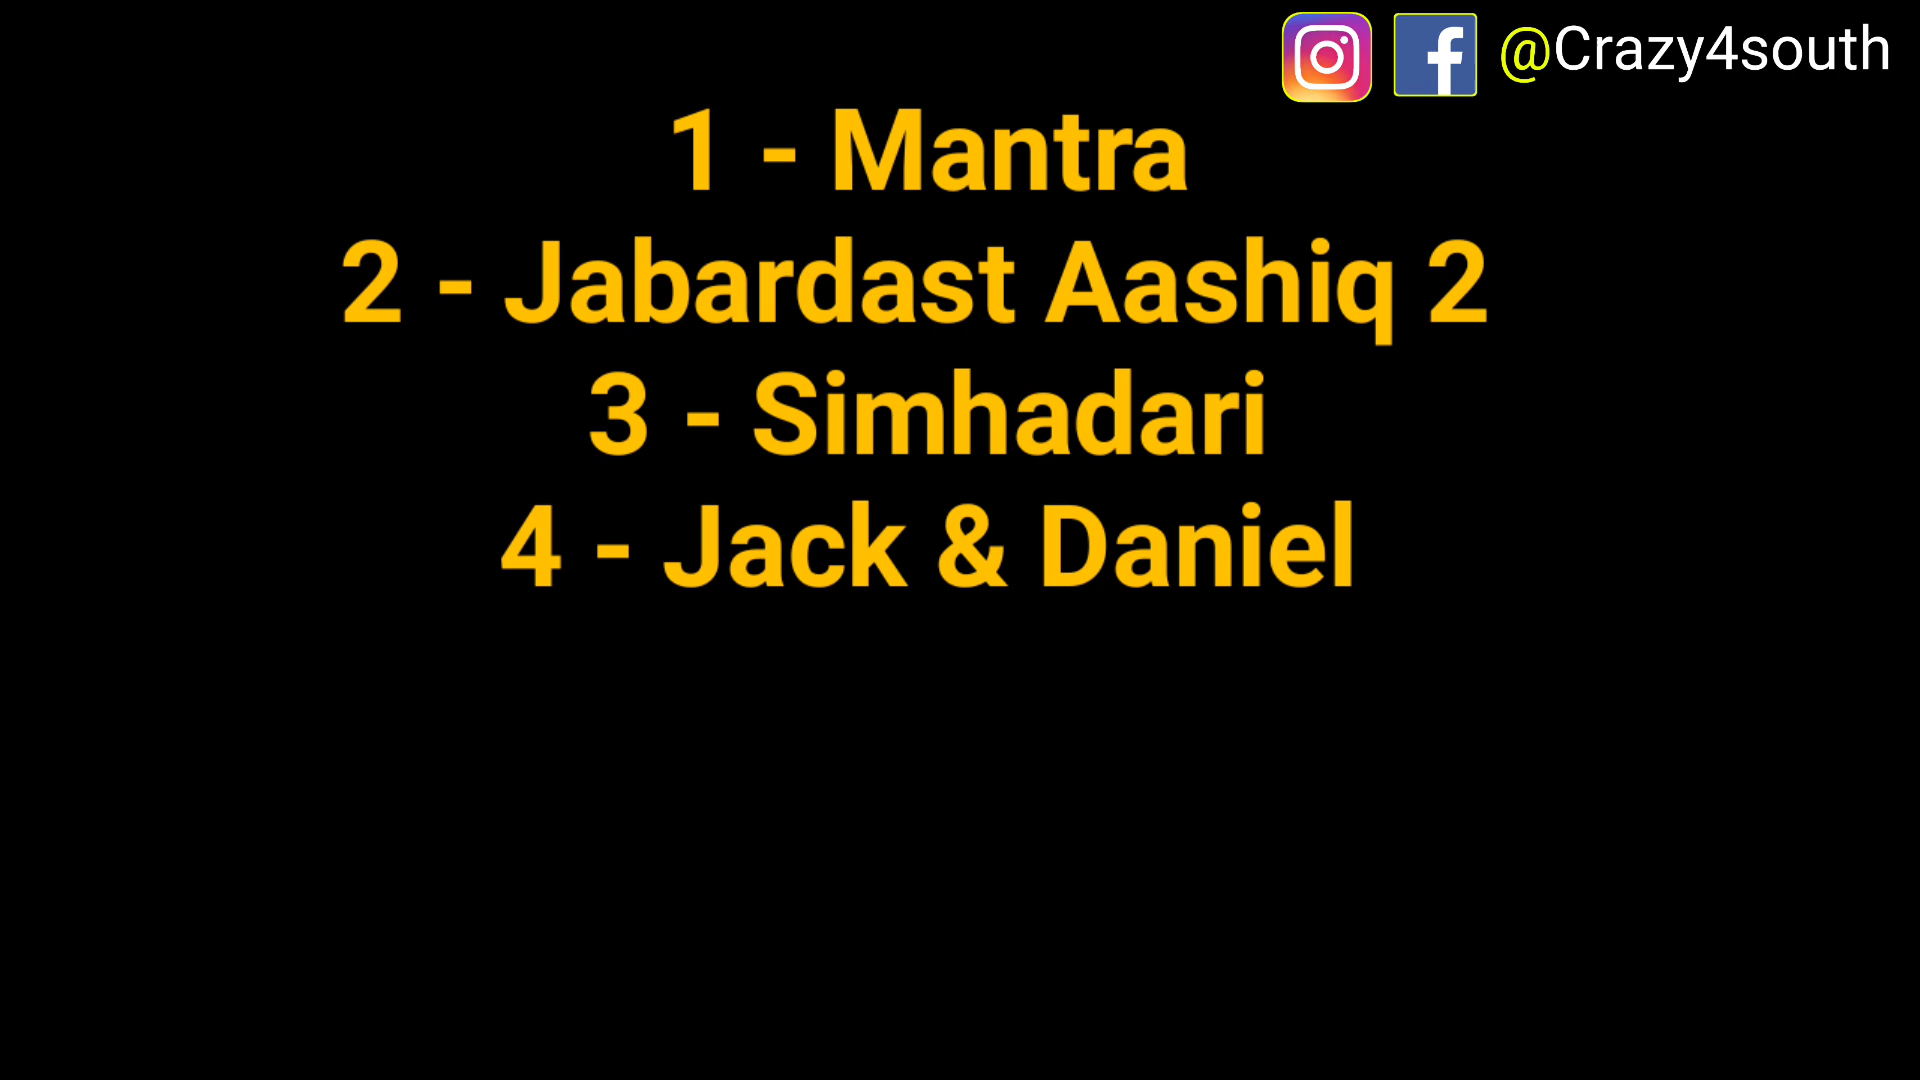 @Crazy4south
1 - Mantra
2 - Jabardast Aashiq 2
3 - Simhadari
4 - Jack & Daniel